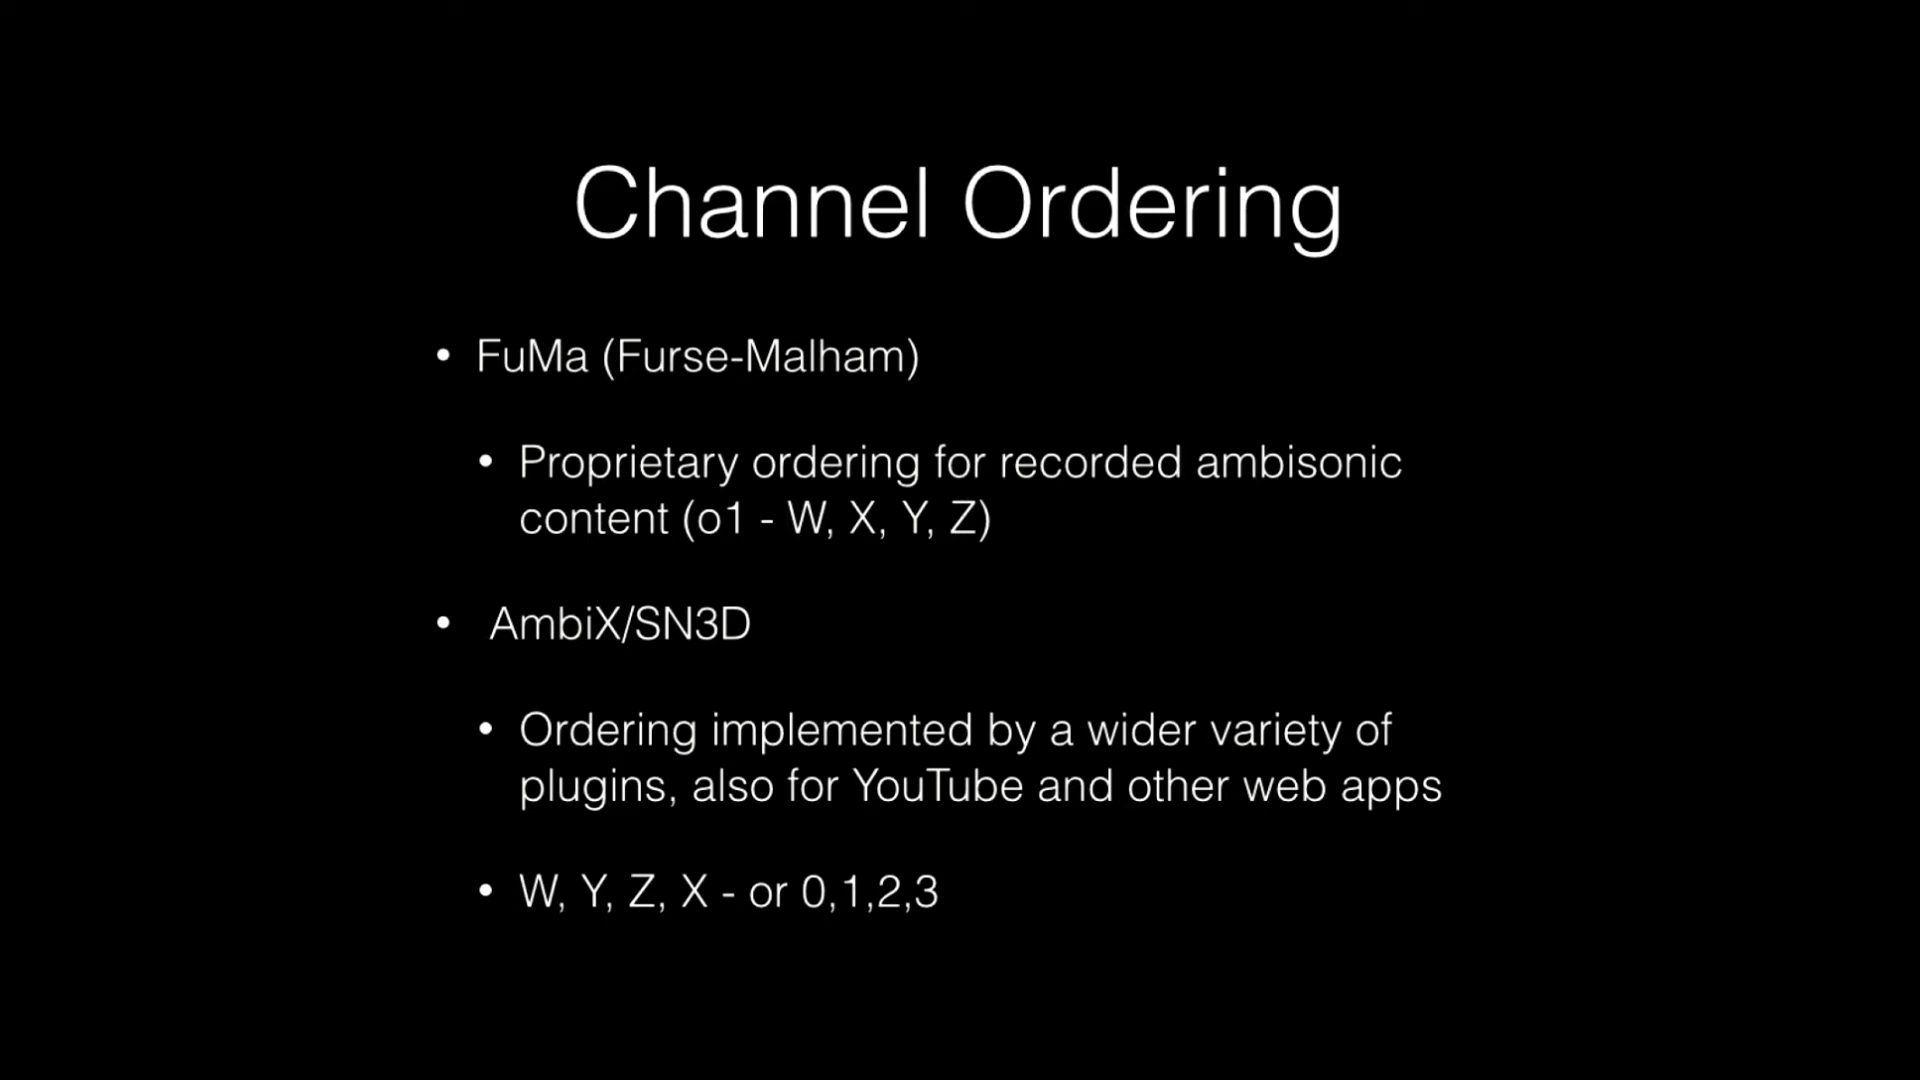 Channel Ordering
• FuMa (Furse-Malham)
• Proprietary ordering for recorded ambisonic
content (o1 - W, X, Y, Z)
• AmbiX/SN3D
• Ordering implemented by a wider variety of
plugins, also for YouTube and other web apps
• W, Y, Z, X - or 0,1,2,3